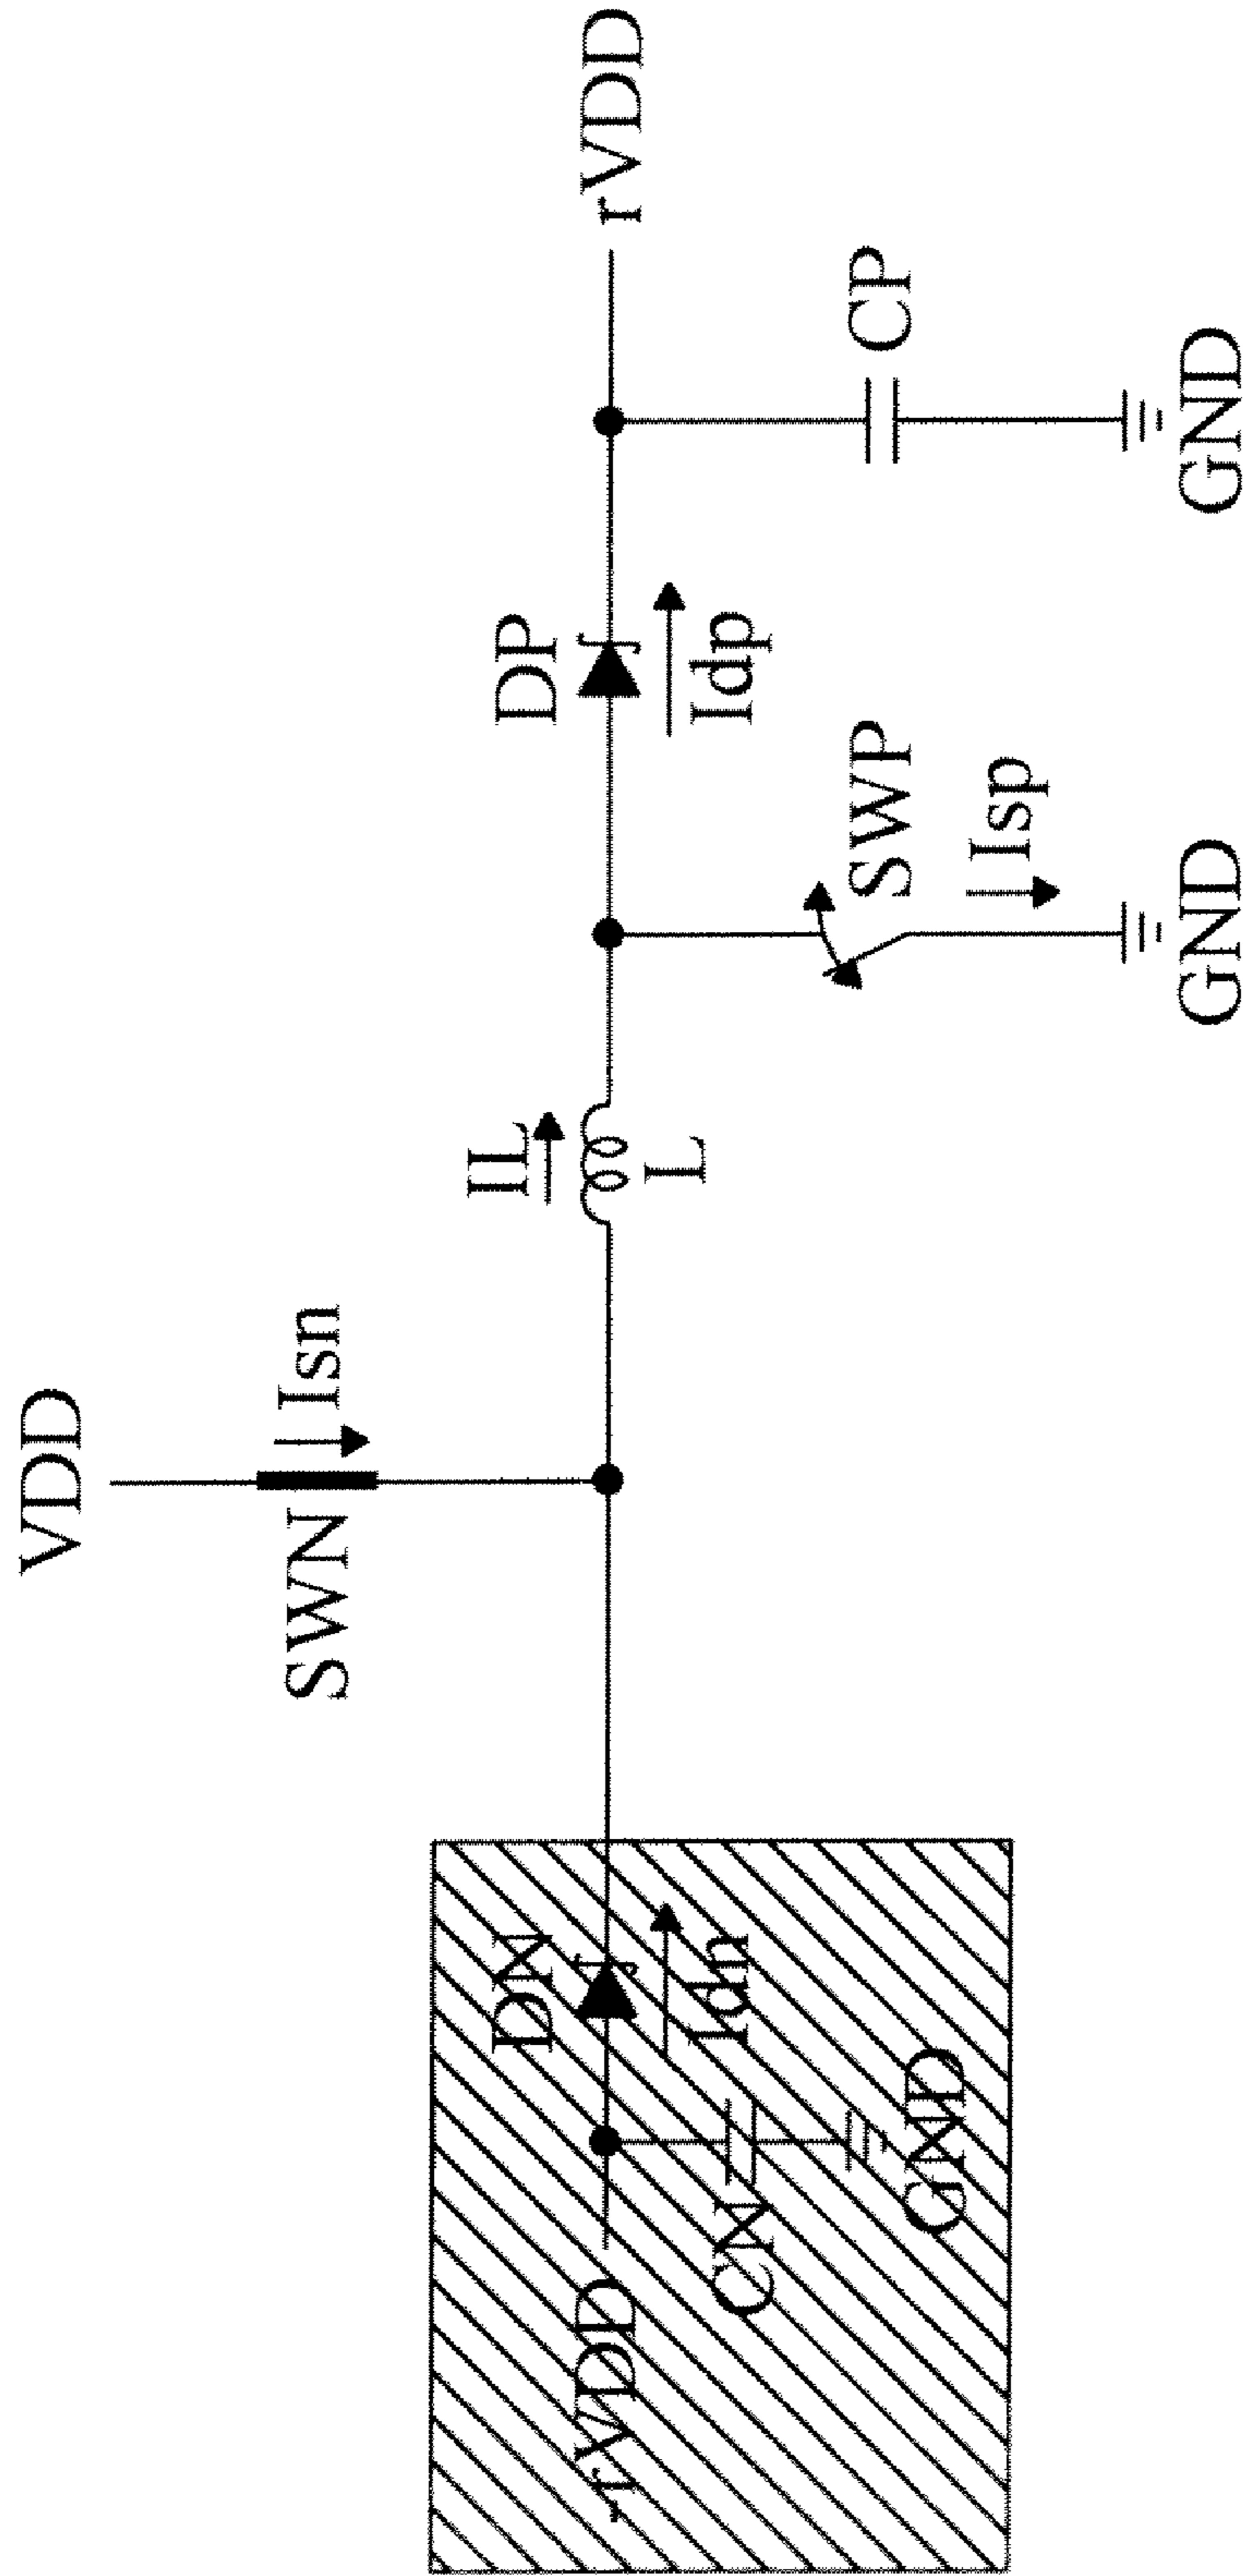 VDD
SWN
Isn
IL
DN
DP
-rVDD
rVDD
L
Idn
Idp
CN
SWP
CP
GND
Isp
GND
GND